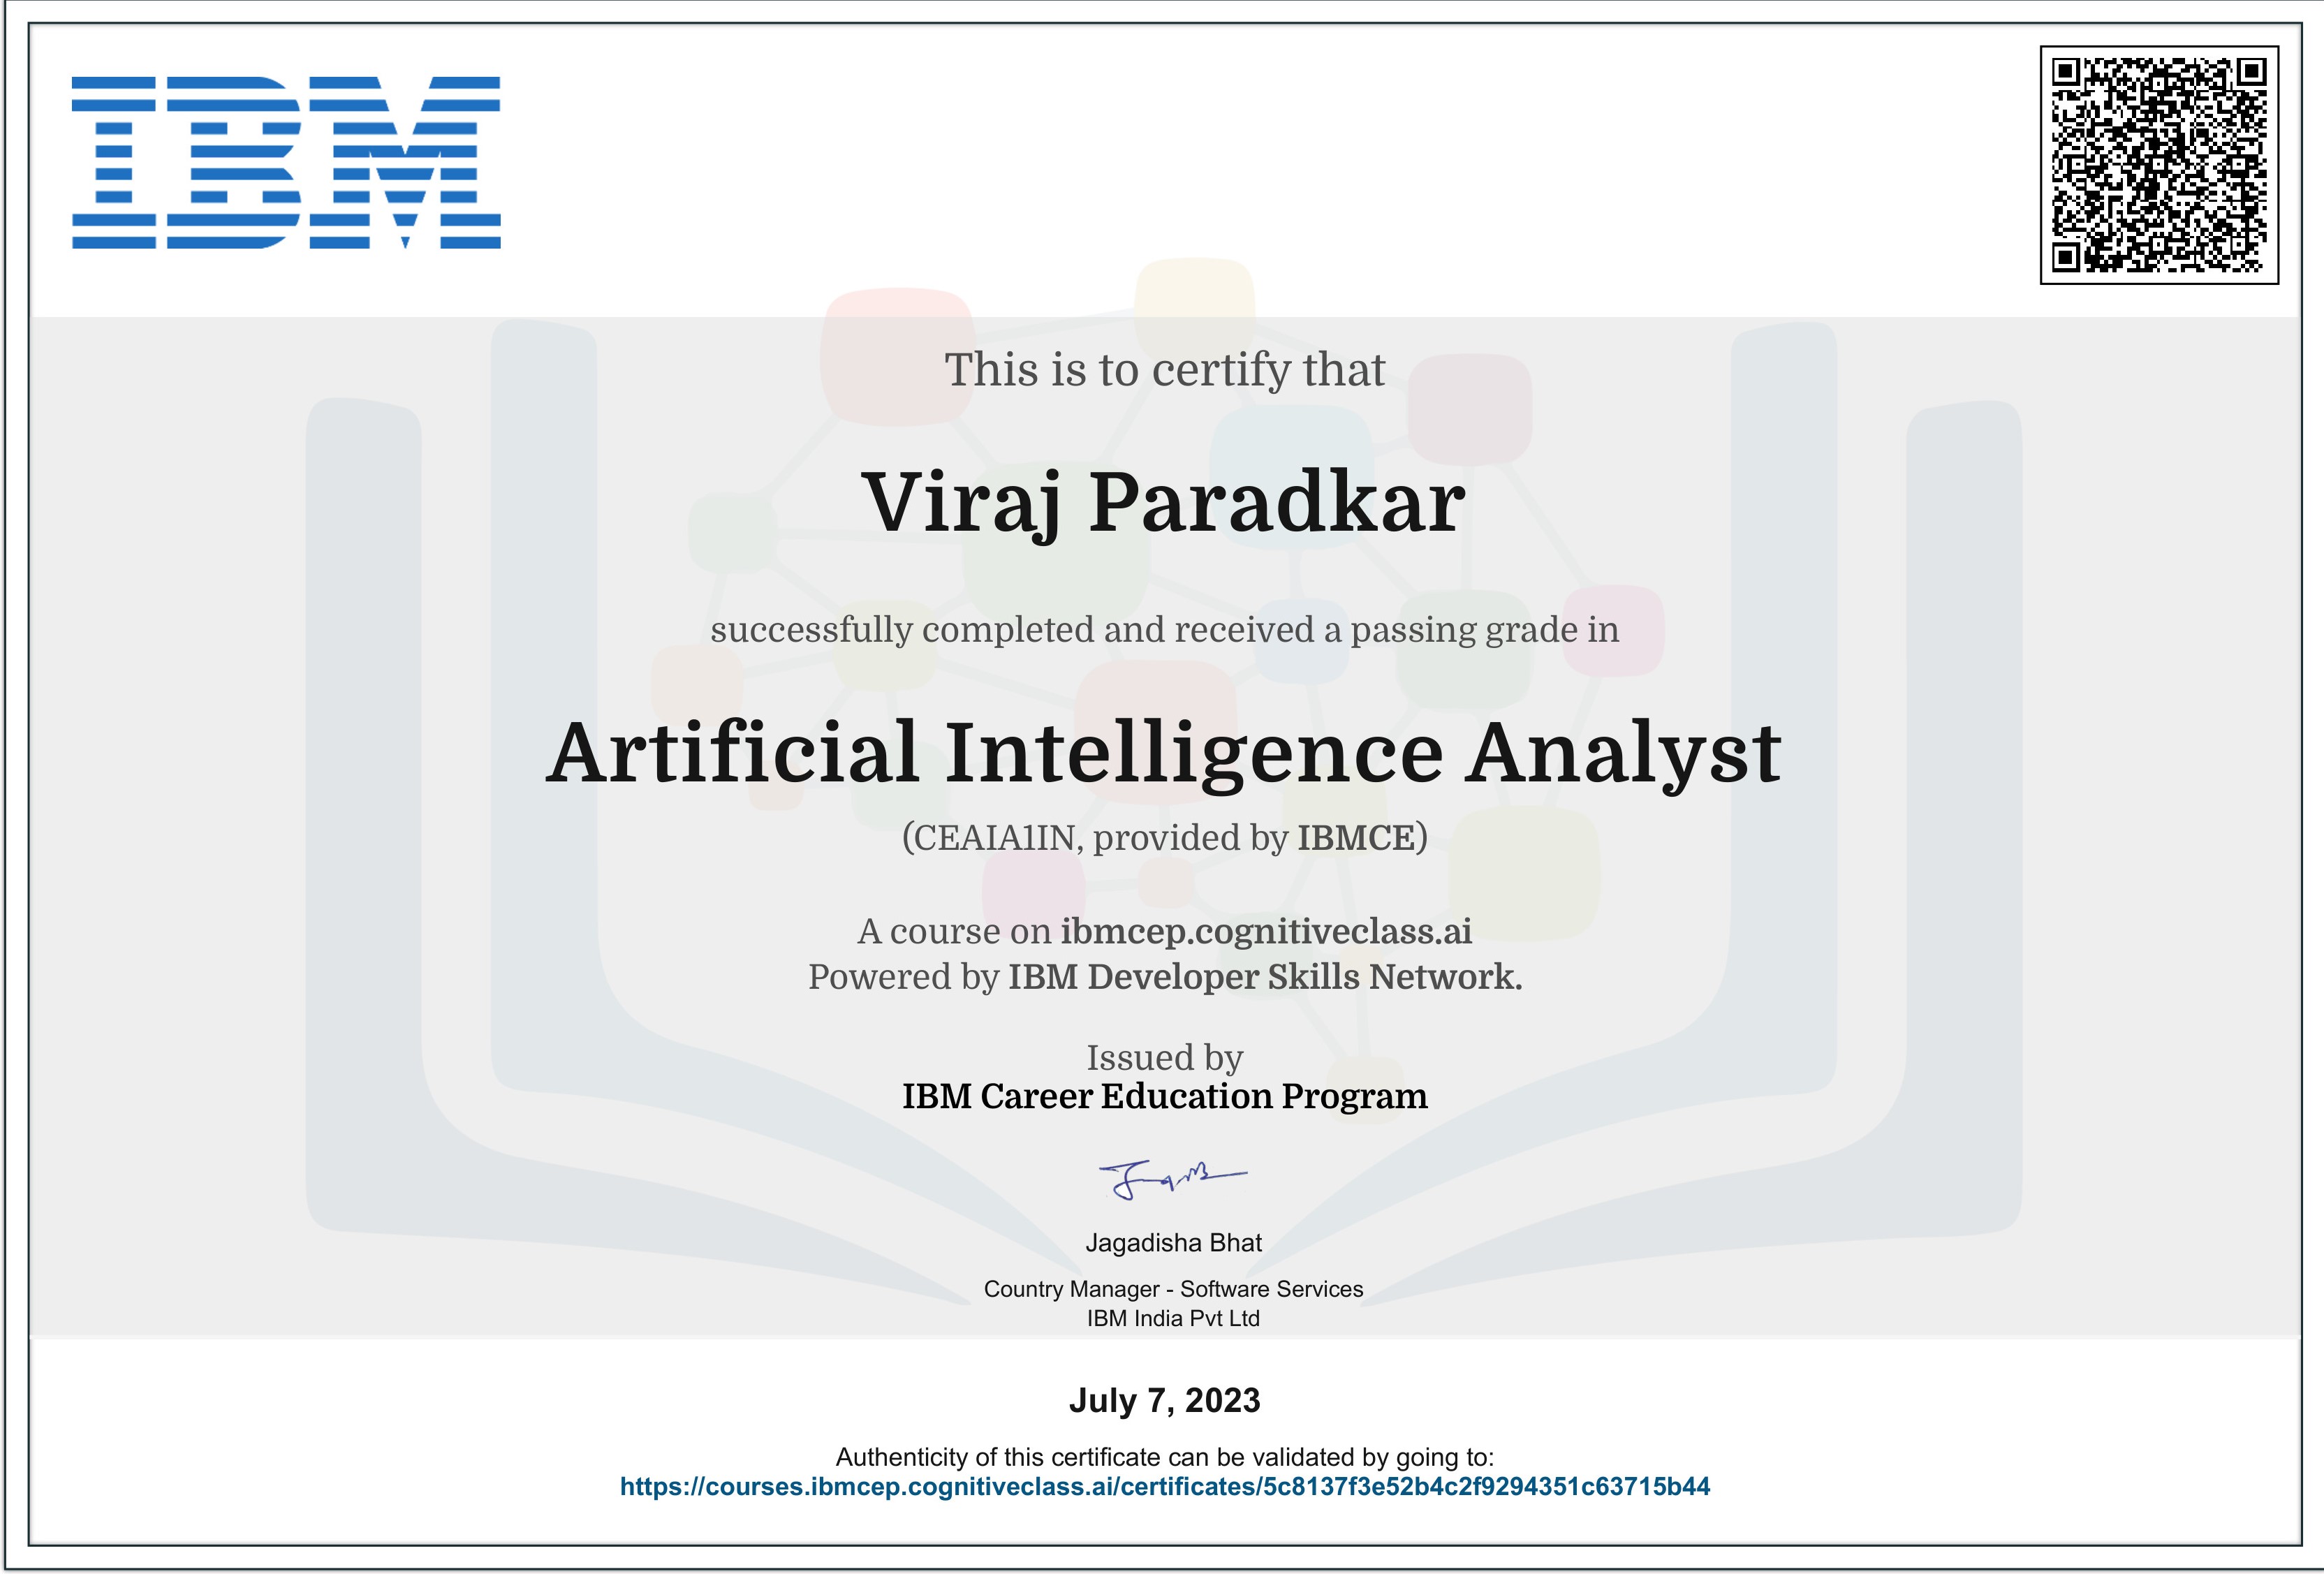 IBM
This is to certify that
Viraj Paradkar
successfully completed and received a passing grade in
Artificial Intelligence Analyst
(CEAIA1IN, provided by IBMCE)
A course on ibmcep.cognitiveclass.ai
Powered by IBM Developer Skills Network.
Issued by
IBM Career Education Program
Jagadisha Bhat
Country Manager - Software Services
IBM India Pvt Ltd
July 7, 2023
Authenticity of this certificate can be validated by going to:
https://courses.ibmcep.cognitiveclass.ai/certificates/5c8137f3e52b4c2f9294351c63715b44